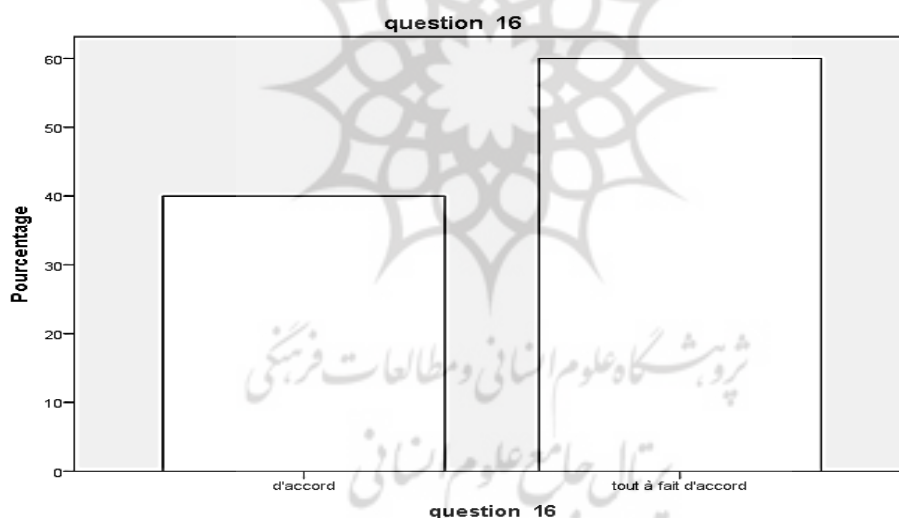 question 16
Pourcentage
60
50
40
30
20
10
0
d'accord
tout à fait d'accord
question 16
پژوهشگاه علوم انسانی و مطالعات فرهنگی
پرتال جامع علوم انسانی